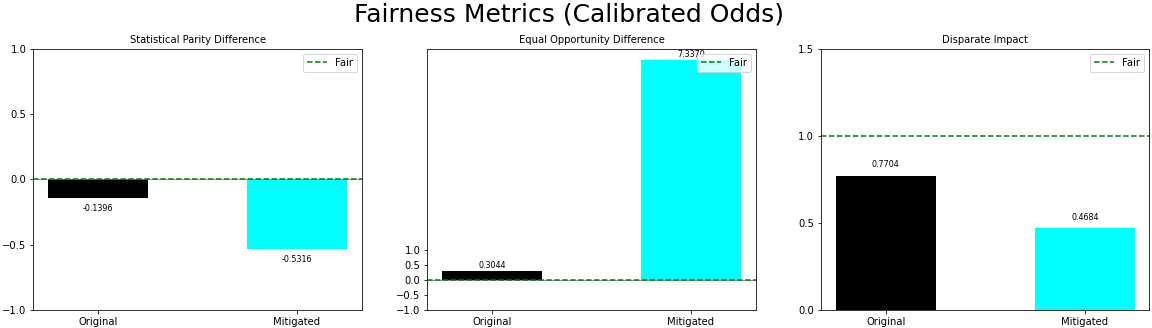 Fairness Metrics (Calibrated Odds)
Statistical Parity Difference
1.0
0.5
0.0
−0.5
−1.0
Fair
-0.1396
-0.5316
Original
Mitigated
Equal Opportunity Difference
1.0
0.5
0.0
−0.5
−1.0
7.3370
Fair
0.3044
Original
Mitigated
Disparate Impact
1.5
1.0
0.5
0.0
Fair
0.7704
0.4684
Original
Mitigated